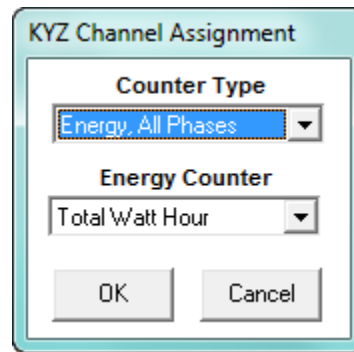 KYZ Channel Assignment
Counter Type
Energy, All Phases
Energy Counter
Total Watt Hour
OK Cancel